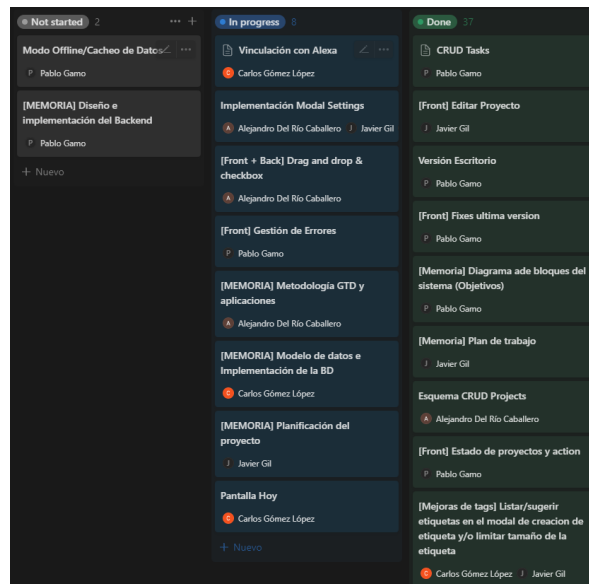 Not started 2
Modo Offline/Cacheo de Datos
P Pablo Gamo
[MEMORIA] Diseño e
implementación del Backend
P Pablo Gamo
+ Nuevo
In progress 8
Vinculación con Alexa
C Carlos Gómez López
Implementación Modal Settings
A Alejandro Del Río Caballero J Javier Gil
[Front + Back] Drag and drop &
checkbox
A Alejandro Del Río Caballero
[Front] Gestión de Errores
P Pablo Gamo
[MEMORIA] Metodología GTD y
aplicaciones
A Alejandro Del Río Caballero
[MEMORIA] Modelo de datos e
Implementación de la BD
C Carlos Gómez López
[MEMORIA] Planificación del
proyecto
J Javier Gil
Pantalla Hoy
C Carlos Gómez López
+ Nuevo
Done 37
CRUD Tasks
P Pablo Gamo
[Front] Editar Proyecto
J Javier Gil
Versión Escritorio
P Pablo Gamo
[Front] Fixes ultima version
P Pablo Gamo
[Memoria] Diagrama ade bloques del
sistema (Objetivos)
P Pablo Gamo
[Memoria] Plan de trabajo
J Javier Gil
Esquema CRUD Projects
A Alejandro Del Río Caballero
[Front] Estado de proyectos y action
P Pablo Gamo
[Mejoras de tags] Listar/sugerir
etiquetas en el modal de creacion de
etiqueta y/o limitar tamaño de la
etiqueta
C Carlos Gómez López J Javier Gil